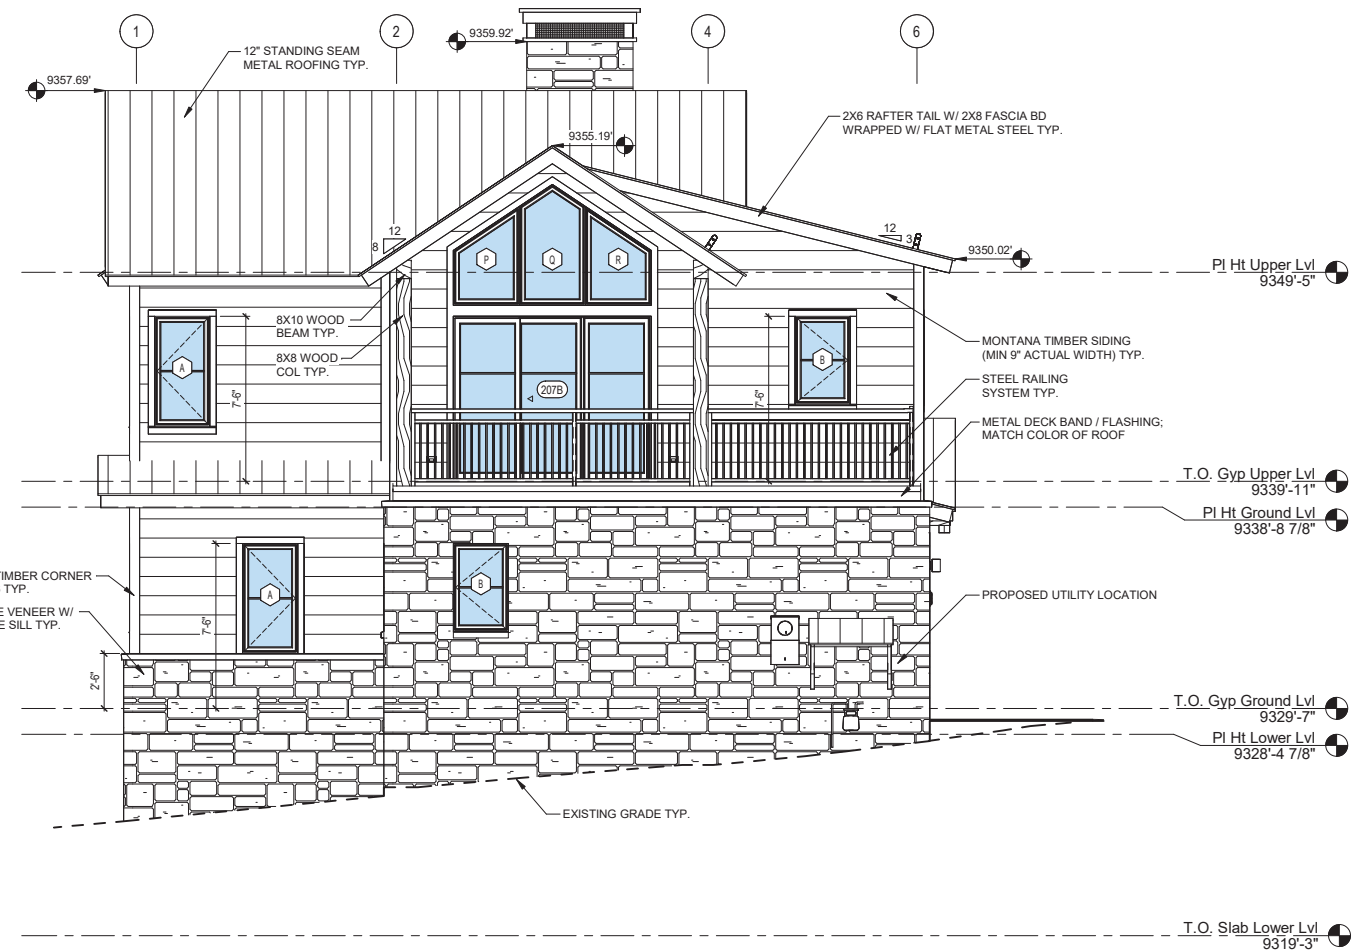 1
2
4
6
9359.92'
12" STANDING SEAM
METAL ROOFING TYP.
9357.69'
2X6 RAFTER TAIL W/ 2X8 FASCIA BD
WRAPPED W/ FLAT METAL STEEL TYP.
9355.19'
12
8
12
3
9350.02'
P
Q
R
Pl Ht Upper Lvl
9349'-5"
8X10 WOOD
BEAM TYP.
8X8 WOOD
COL TYP.
MONTANA TIMBER SIDING
(MIN 9" ACTUAL WIDTH) TYP.
A
B
STEEL RAILING
SYSTEM TYP.
207B
7'-6"
7'-6"
METAL DECK BAND / FLASHING;
MATCH COLOR OF ROOF
T.O. Gyp Upper Lvl
9339'-11"
Pl Ht Ground Lvl
9338'-8 7/8"
TIMBER CORNER
TYP.
E VENEER W/
E SILL TYP.
A
B
PROPOSED UTILITY LOCATION
7'-6"
2'-6"
T.O. Gyp Ground Lvl
9329'-7"
Pl Ht Lower Lvl
9328'-4 7/8"
EXISTING GRADE TYP.
T.O. Slab Lower Lvl
9319'-3"